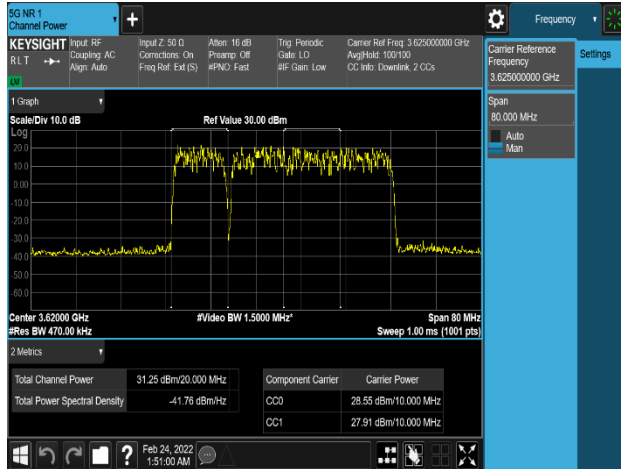 5G NR 1
Channel Power
Frequency
KEYSIGHT
R L T
Input: RF
Coupling: AC
Align: Auto
Input Z: 50 Ω
Corrections: On
Freq Ref: Ext (S)
Atten: 16 dB
Preamp: Off
#PNO: Fast
Trig: Periodic
Gate: LO
#IF Gain: Low
Carrier Ref Freq: 3.625000000 GHz
Avg|Hold: 100/100
CC Info: Downlink, 2 CCs
Carrier Reference
Frequency
3.625000000 GHz
Settings
Span
80.000 MHz
Auto
Man
1 Graph
Scale/Div 10.0 dB
Ref Value 30.00 dBm
Log
20.0
10.0
0.00
-10.0
-20.0
-30.0
-40.0
-50.0
-60.0
Center 3.62000 GHz
#Video BW 1.5000 MHz*
Span 80 MHz
#Res BW 470.00 kHz
Sweep 1.00 ms (1001 pts)
2 Metrics
Total Channel Power
31.25 dBm/20.000 MHz
Total Power Spectral Density
-41.76 dBm/Hz
Component Carrier
Carrier Power
CC0
28.55 dBm/10.000 MHz
CC1
27.91 dBm/10.000 MHz
?
Feb 24, 2022
1:51:00 AM